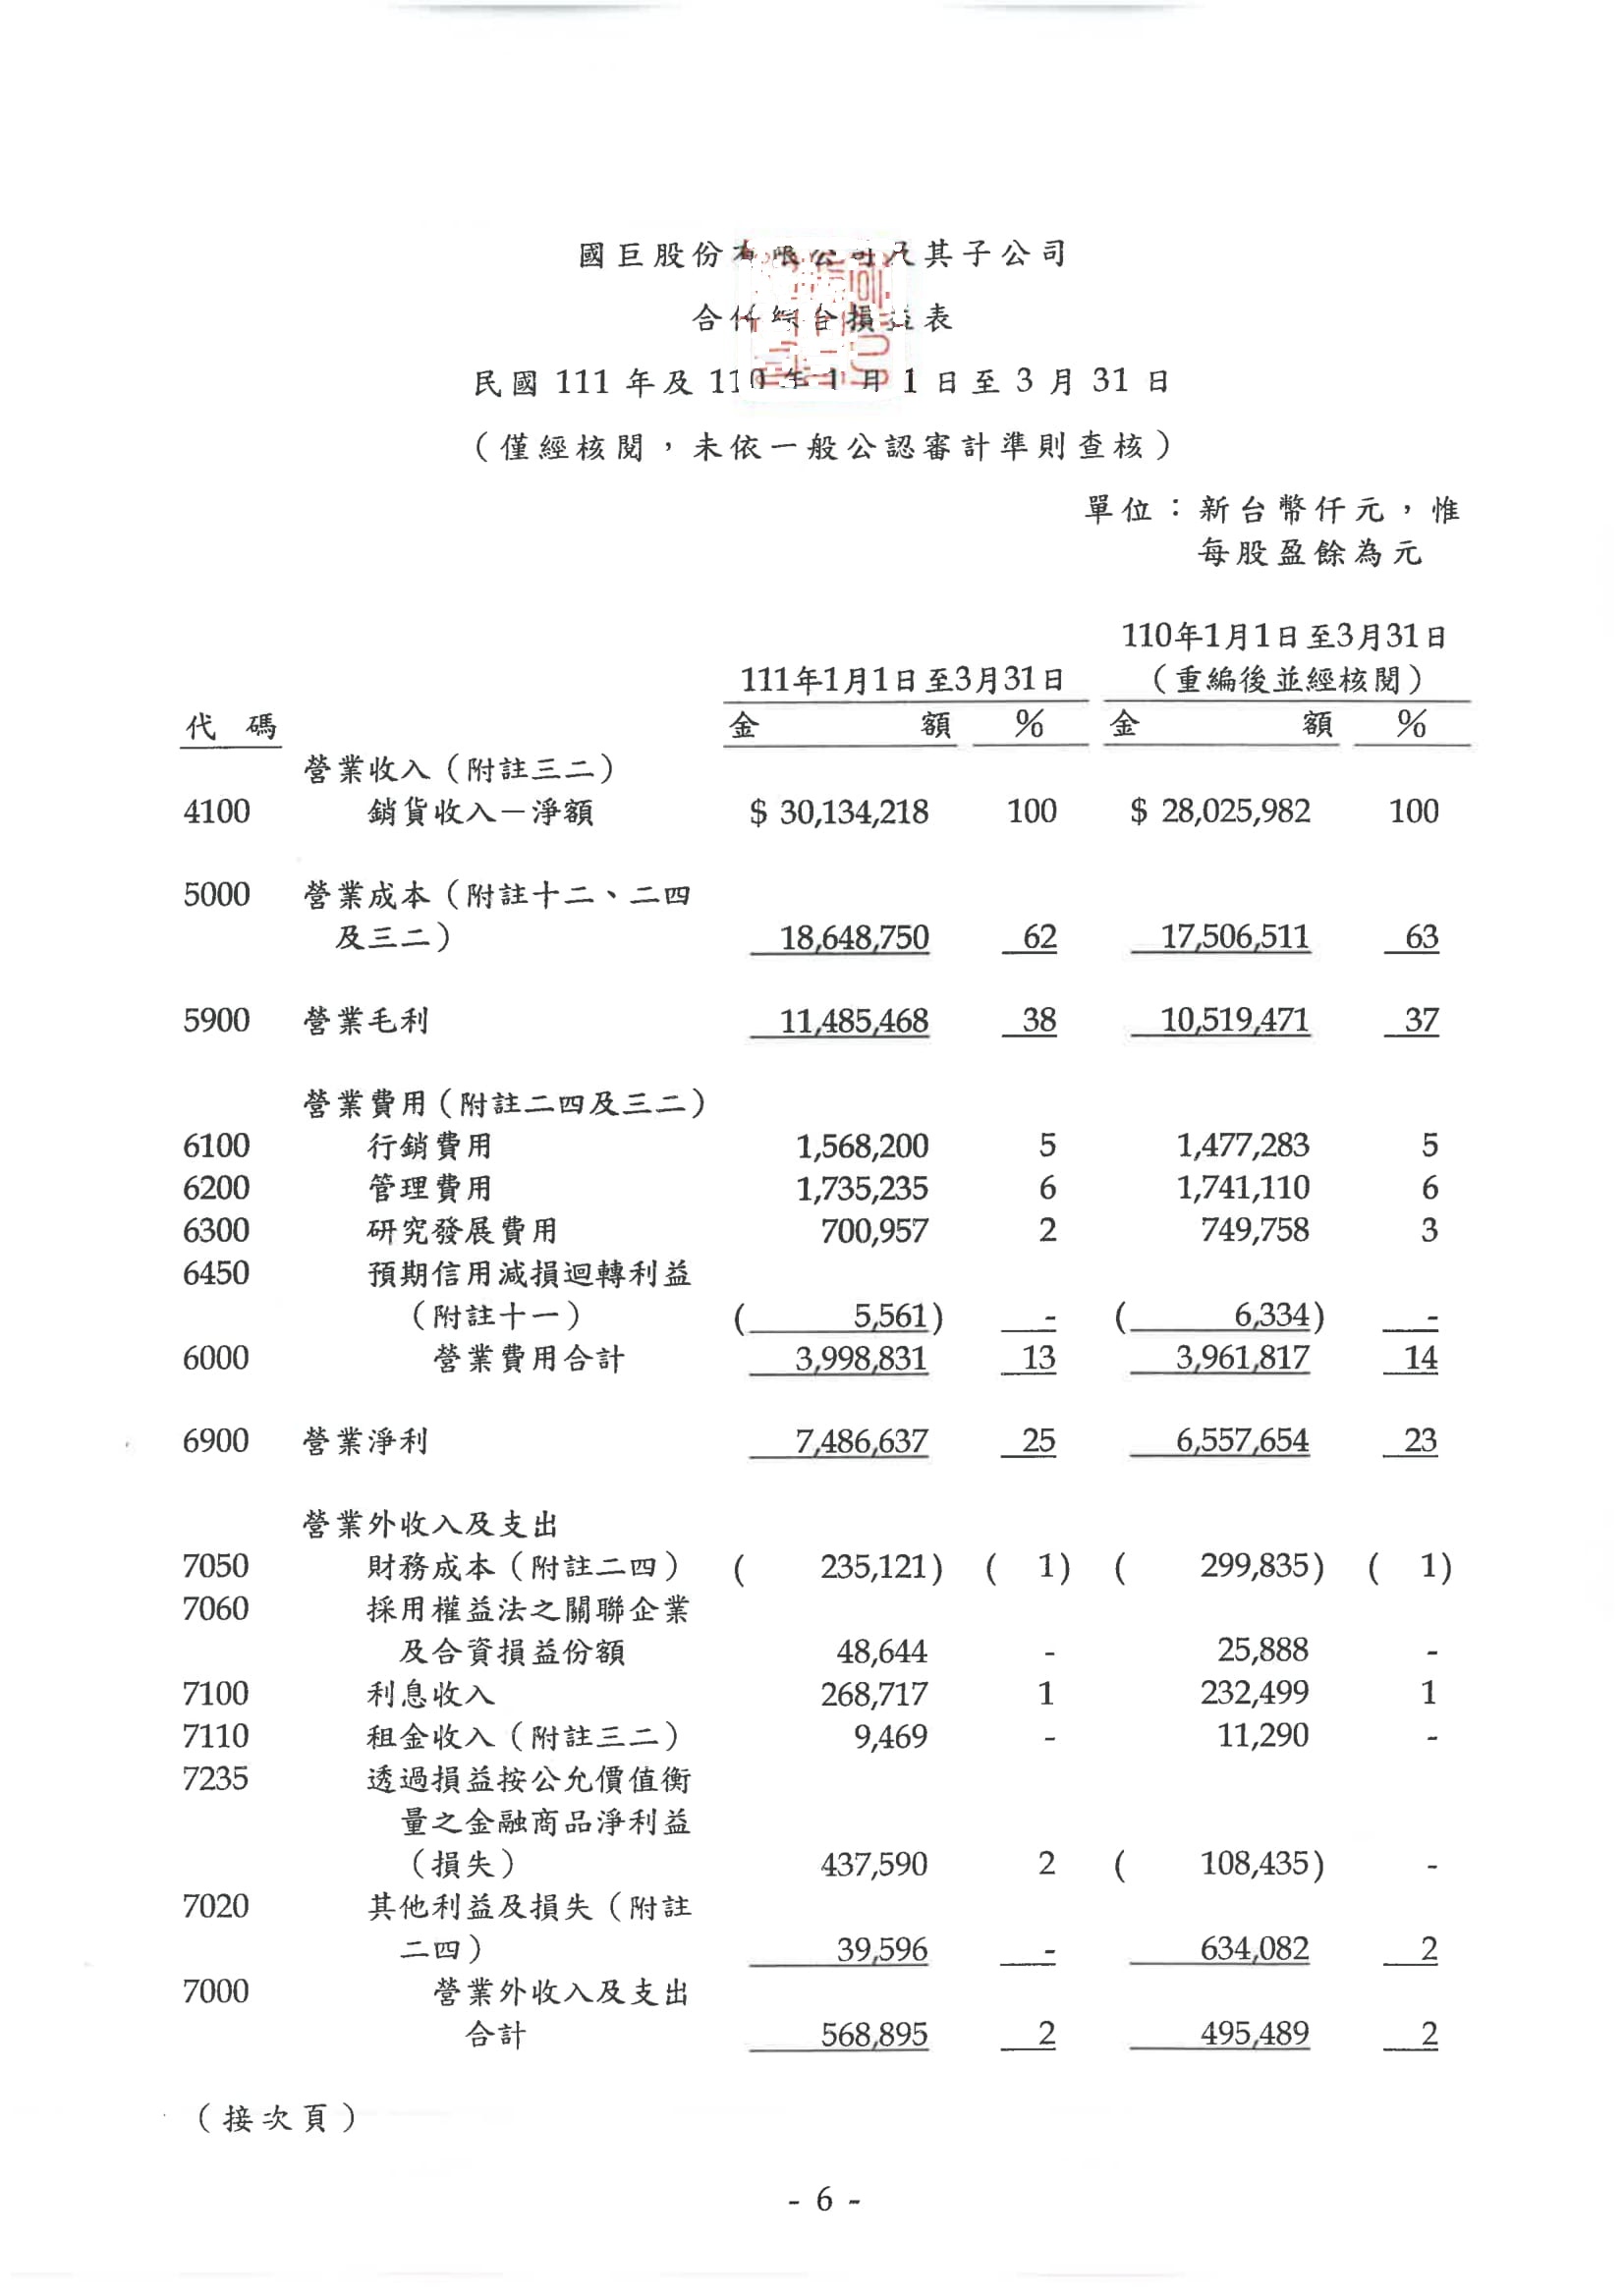 國巨股份有限公司及其子公司
合併綜合損益表
民國 111 年及 110 年 1 月 1 日至 3 月 31 日
（僅經核閱，未依一般公認審計準則查核）
單位：新台幣仟元，惟
每股盈餘為元
110年1月1日至3月31日
111年1月1日至3月31日 （重編後並經核閱）
代 碼 金 額 % 金 額 %
營業收入（附註三二）
4100 銷貨收入－淨額 $ 30,134,218 100 $ 28,025,982 100
5000 營業成本（附註十二、二四
及三二） 18,648,750 62 17,506,511 63
5900 營業毛利 11,485,468 38 10,519,471 37
營業費用（附註二四及三二）
6100 行銷費用 1,568,200 5 1,477,283 5
6200 管理費用 1,735,235 6 1,741,110 6
6300 研究發展費用 700,957 2 749,758 3
6450 預期信用減損迴轉利益
（附註十一） ( 5,561) - ( 6,334) -
6000 營業費用合計 3,998,831 13 3,961,817 14
6900 營業淨利 7,486,637 25 6,557,654 23
營業外收入及支出
7050 財務成本（附註二四） ( 235,121) ( 1) ( 299,835) ( 1)
7060 採用權益法之關聯企業
及合資損益份額 48,644 - 25,888 -
7100 利息收入 268,717 1 232,499 1
7110 租金收入（附註三二） 9,469 - 11,290 -
7235 透過損益按公允價值衡
量之金融商品淨利益
（損失） 437,590 2 ( 108,435) -
7020 其他利益及損失（附註
二四） 39,596 - 634,082 2
7000 營業外收入及支出
合計 568,895 2 495,489 2
（接次頁）
- 6 -